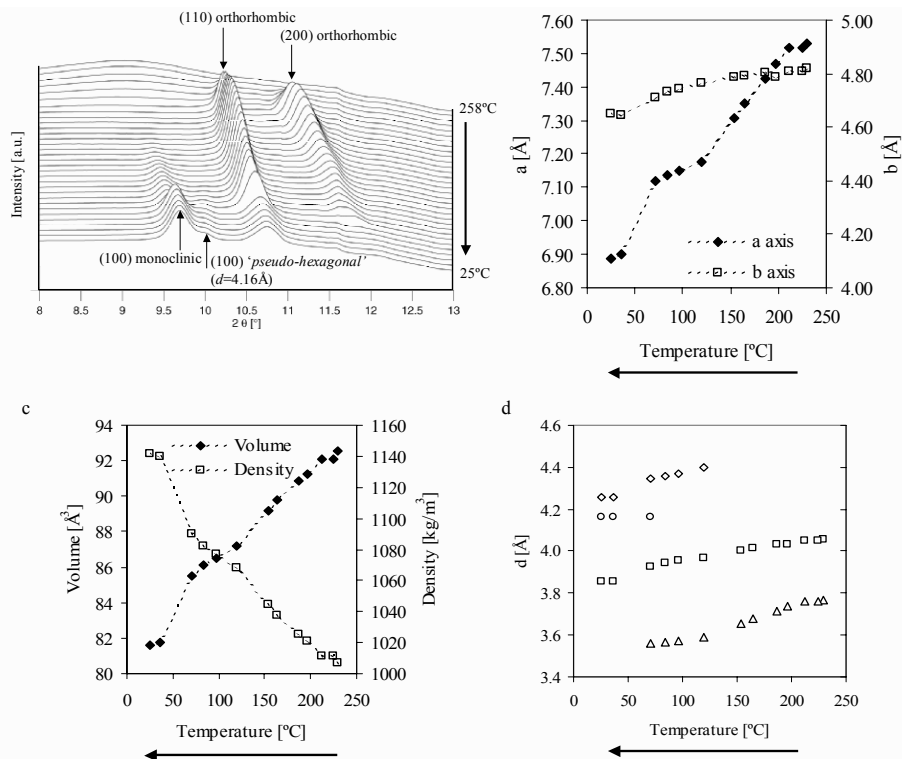 (110) orthorhombic
(200) orthorhombic
258ºC
25ºC
Intensity [a.u.]
(100) monoclinic
(100) ‘pseudo-hexagonal’
(d=4.16Å)
8 8.5 9 9.5 10 10.5 11 11.5 12 12.5 13
2 θ [°]
7.60
7.50
7.40
7.30
7.20
7.10
7.00
6.90
6.80
a [Å]
5.00
4.80
4.60
4.40
4.20
4.00
b [Å]
a axis
b axis
0 50 100 150 200 250
Temperature [ºC]
c
94
92
90
88
86
84
82
80
Volume [Å3]
Volume
Density
1160
1140
1120
1100
1080
1060
1040
1020
1000
Density [kg/m3]
0 50 100 150 200 250
Temperature [ºC]
d
4.6
4.4
4.2
4.0
3.8
3.6
3.4
d [Å]
0 50 100 150 200 250
Temperature [ºC]